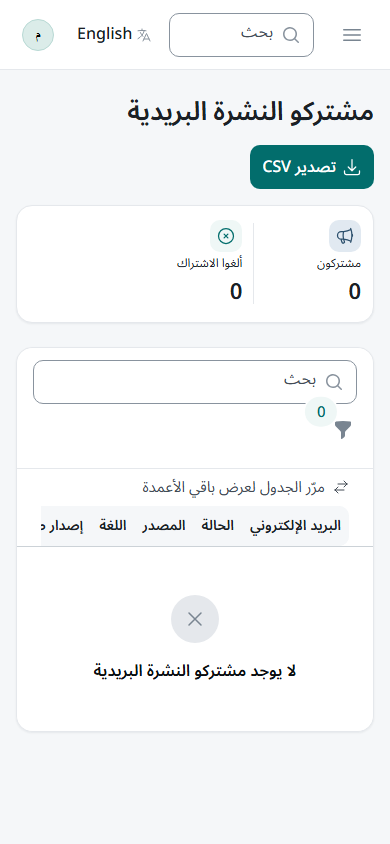 بحث
English
م
مشتركو النشرة البريدية
تصدير CSV
مشتركون
0
ألغوا الاشتراك
0
بحث
0
مرّر الجدول لعرض باقي الأعمدة
البريد الإلكتروني الحالة المصدر اللغة إصدار م
لا يوجد مشتركو النشرة البريدية